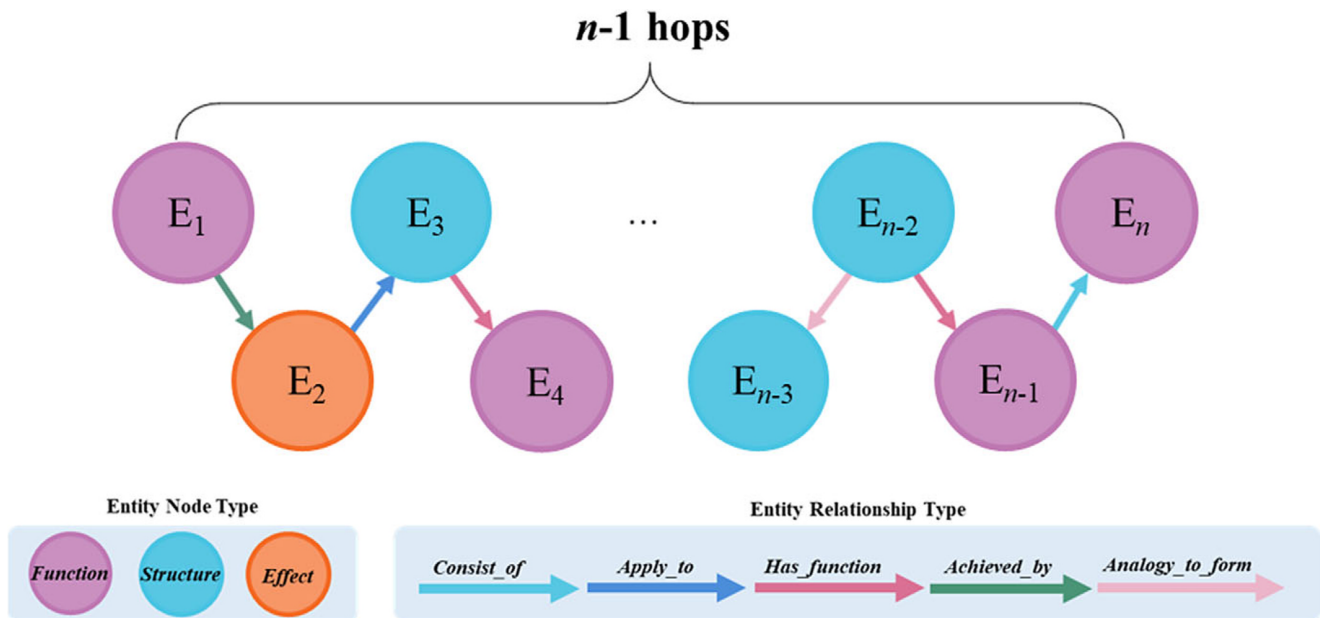 n-1 hops
E1
E3
...
En-2
En
E2
E4
En-3
En-1
Entity Node Type
Entity Relationship Type
Function
Structure
Effect
Consist_of
Apply_to
Has_function
Achieved_by
Analogy_to_form